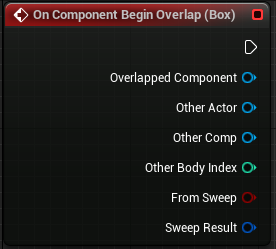 On Component Begin Overlap (Box)
Overlapped Component
Other Actor
Other Comp
Other Body Index
From Sweep
Sweep Result